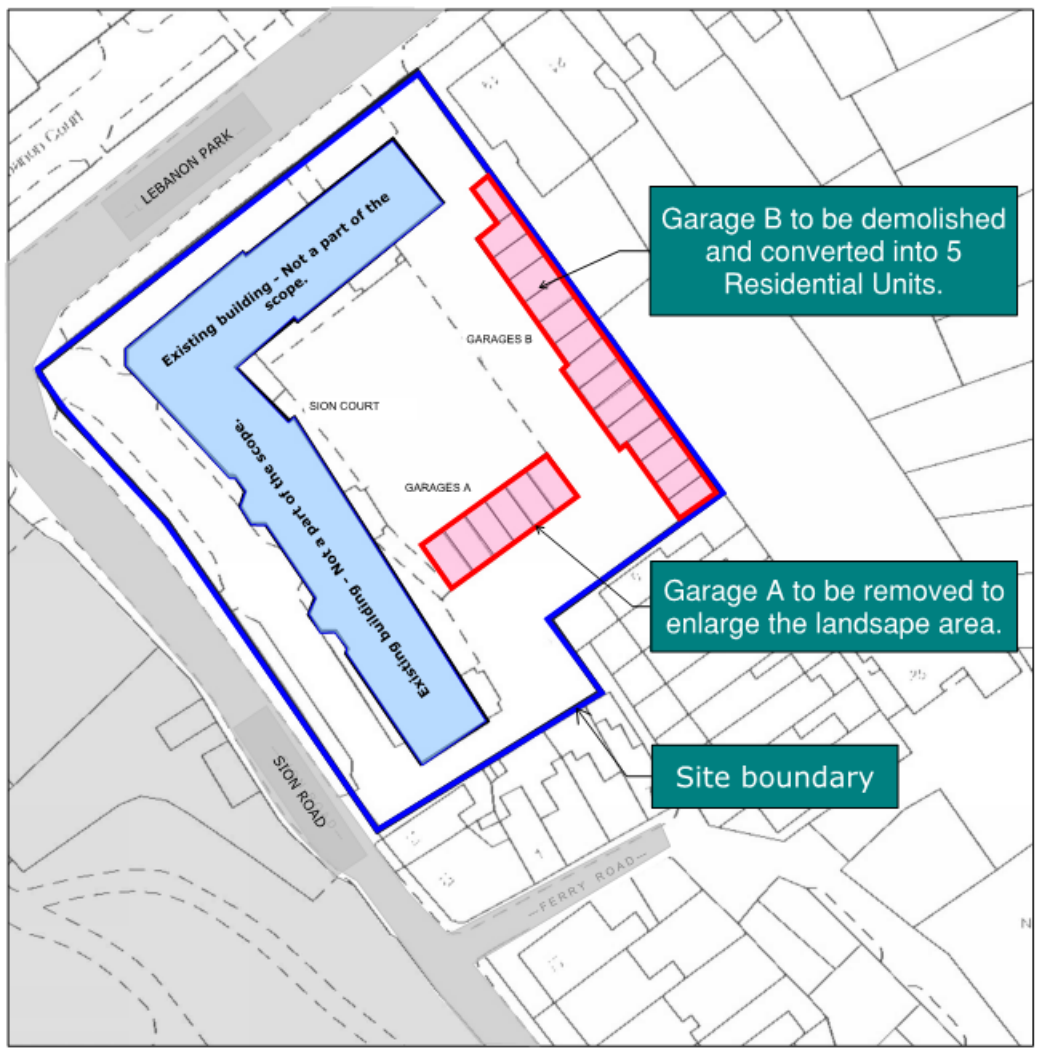 LEBANON PARK
Existing building - Not a part of the
scope.
Garage B to be demolished
and converted into 5
Residential Units.
GARAGES B
SION COURT
Existing building - Not a part of the scope.
GARAGES A
Garage A to be removed to
enlarge the landsape area.
Site boundary
SION ROAD
FERRY ROAD